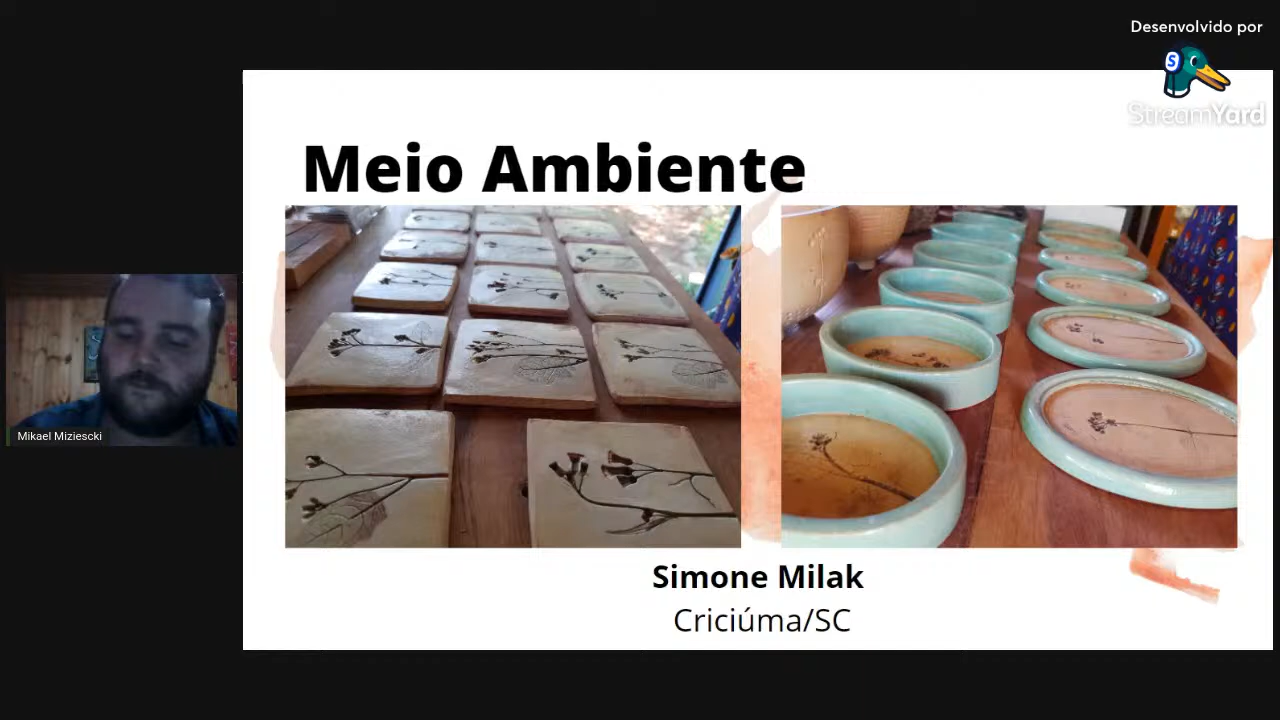 Desenvolvido por
S
StreamYard
Meio Ambiente
Mikael Miziescki
Simone Milak
Criciúma/SC